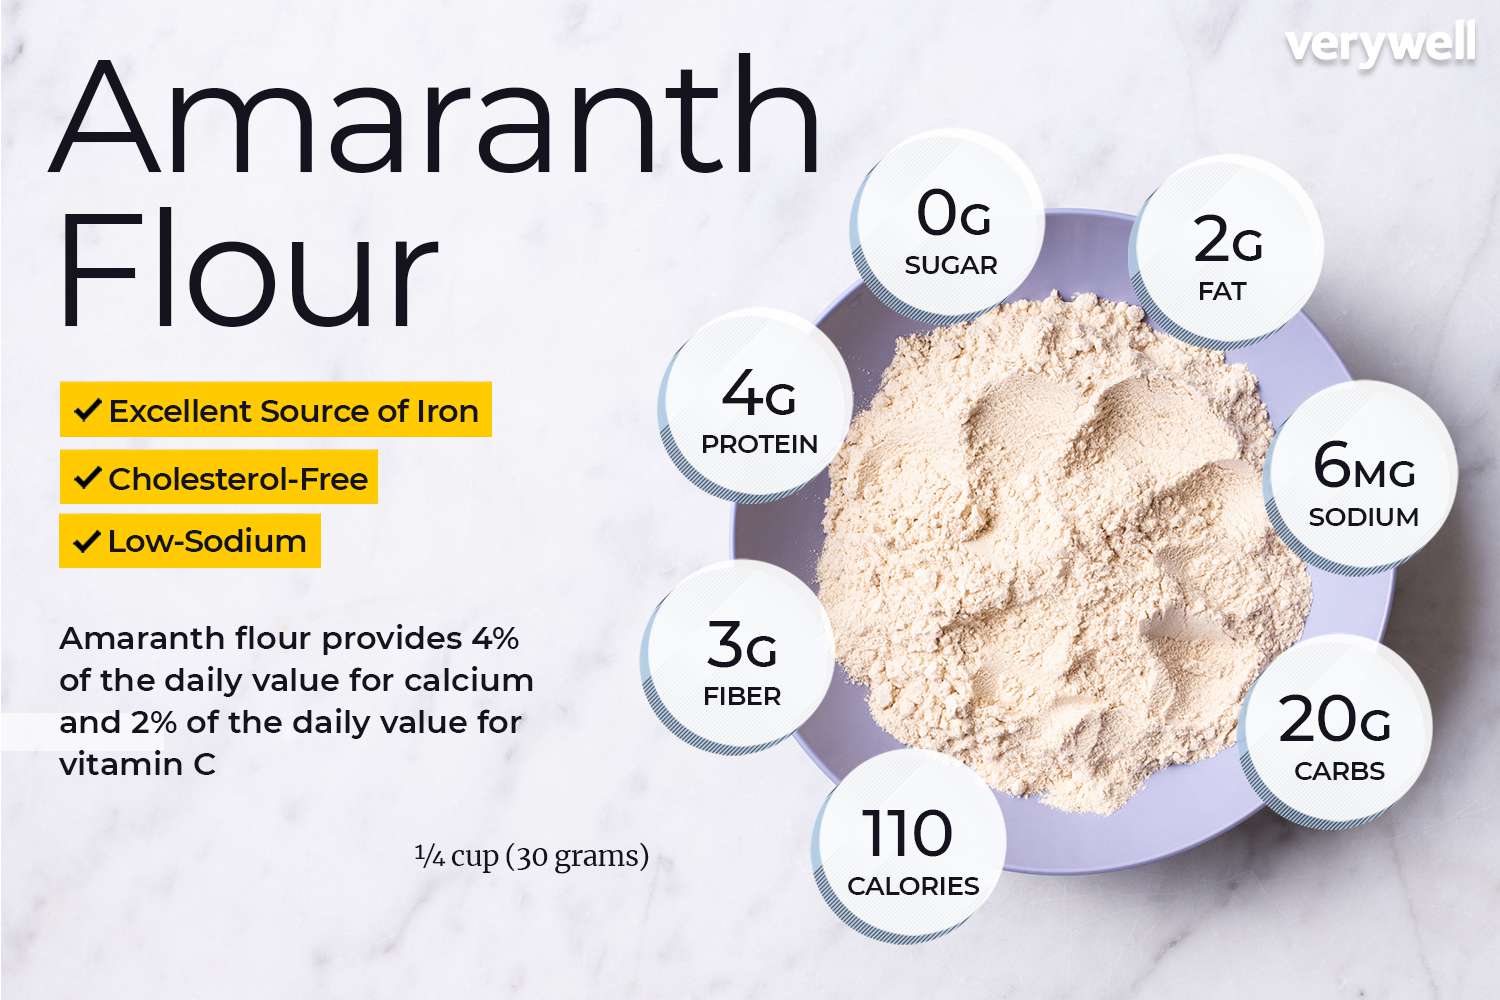 verywell
Amaranth
Flour
Excellent Source of Iron
Cholesterol-Free
Low-Sodium
Amaranth flour provides 4%
of the daily value for calcium
and 2% of the daily value for
vitamin C
¼ cup (30 grams)
0G
SUGAR
2G
FAT
4G
PROTEIN
6MG
SODIUM
3G
FIBER
20G
CARBS
110
CALORIES